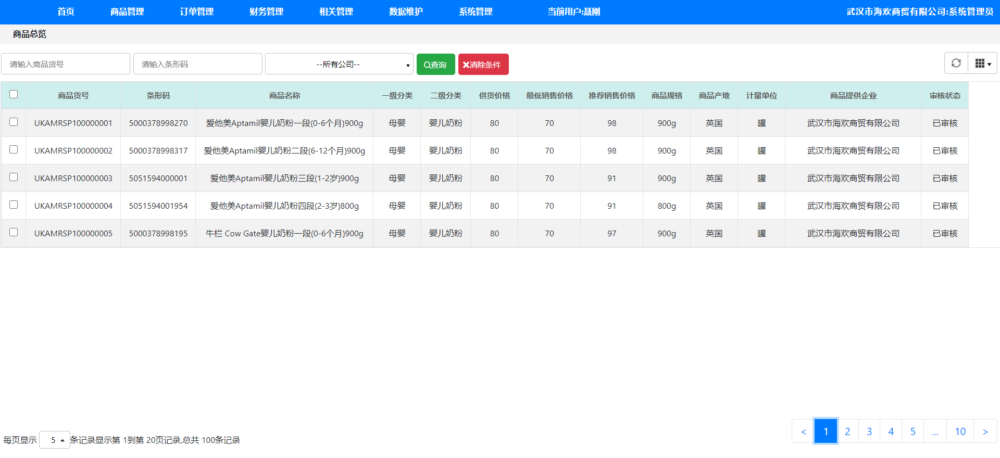 首页 商品管理 订单管理 财务管理 相关管理 数据维护 系统管理 当前用户:聂刚 武汉市海欢商贸有限公司:系统管理员
商品总览
请输入商品货号 请输入条形码 --所有公司-- 查询 清除条件
商品货号 条形码 商品名称 一级分类 二级分类 供货价格 最低销售价格 推荐销售价格 商品规格 商品产地 计量单位 商品提供企业 审核状态
UKAMRSP100000001 5000378998270 爱他美Aptamil婴儿奶粉一段(0-6个月)900g 母婴 婴儿奶粉 80 70 98 900g 英国 罐 武汉市海欢商贸有限公司 已审核
UKAMRSP100000002 5000378998317 爱他美Aptamil婴儿奶粉二段(6-12个月)900g 母婴 婴儿奶粉 80 70 98 900g 英国 罐 武汉市海欢商贸有限公司 已审核
UKAMRSP100000003 5051594000001 爱他美Aptamil婴儿奶粉三段(1-2岁)900g 母婴 婴儿奶粉 80 70 91 900g 英国 罐 武汉市海欢商贸有限公司 已审核
UKAMRSP100000004 5051594001954 爱他美Aptamil婴儿奶粉四段(2-3岁)800g 母婴 婴儿奶粉 80 70 91 800g 英国 罐 武汉市海欢商贸有限公司 已审核
UKAMRSP100000005 5000378998195 牛栏 Cow Gate婴儿奶粉一段(0-6个月)900g 母婴 婴儿奶粉 80 70 97 900g 英国 罐 武汉市海欢商贸有限公司 已审核
每页显示 5 条记录显示第 1到第 20页记录,总共 100条记录
< 1 2 3 4 5 ... 10 >